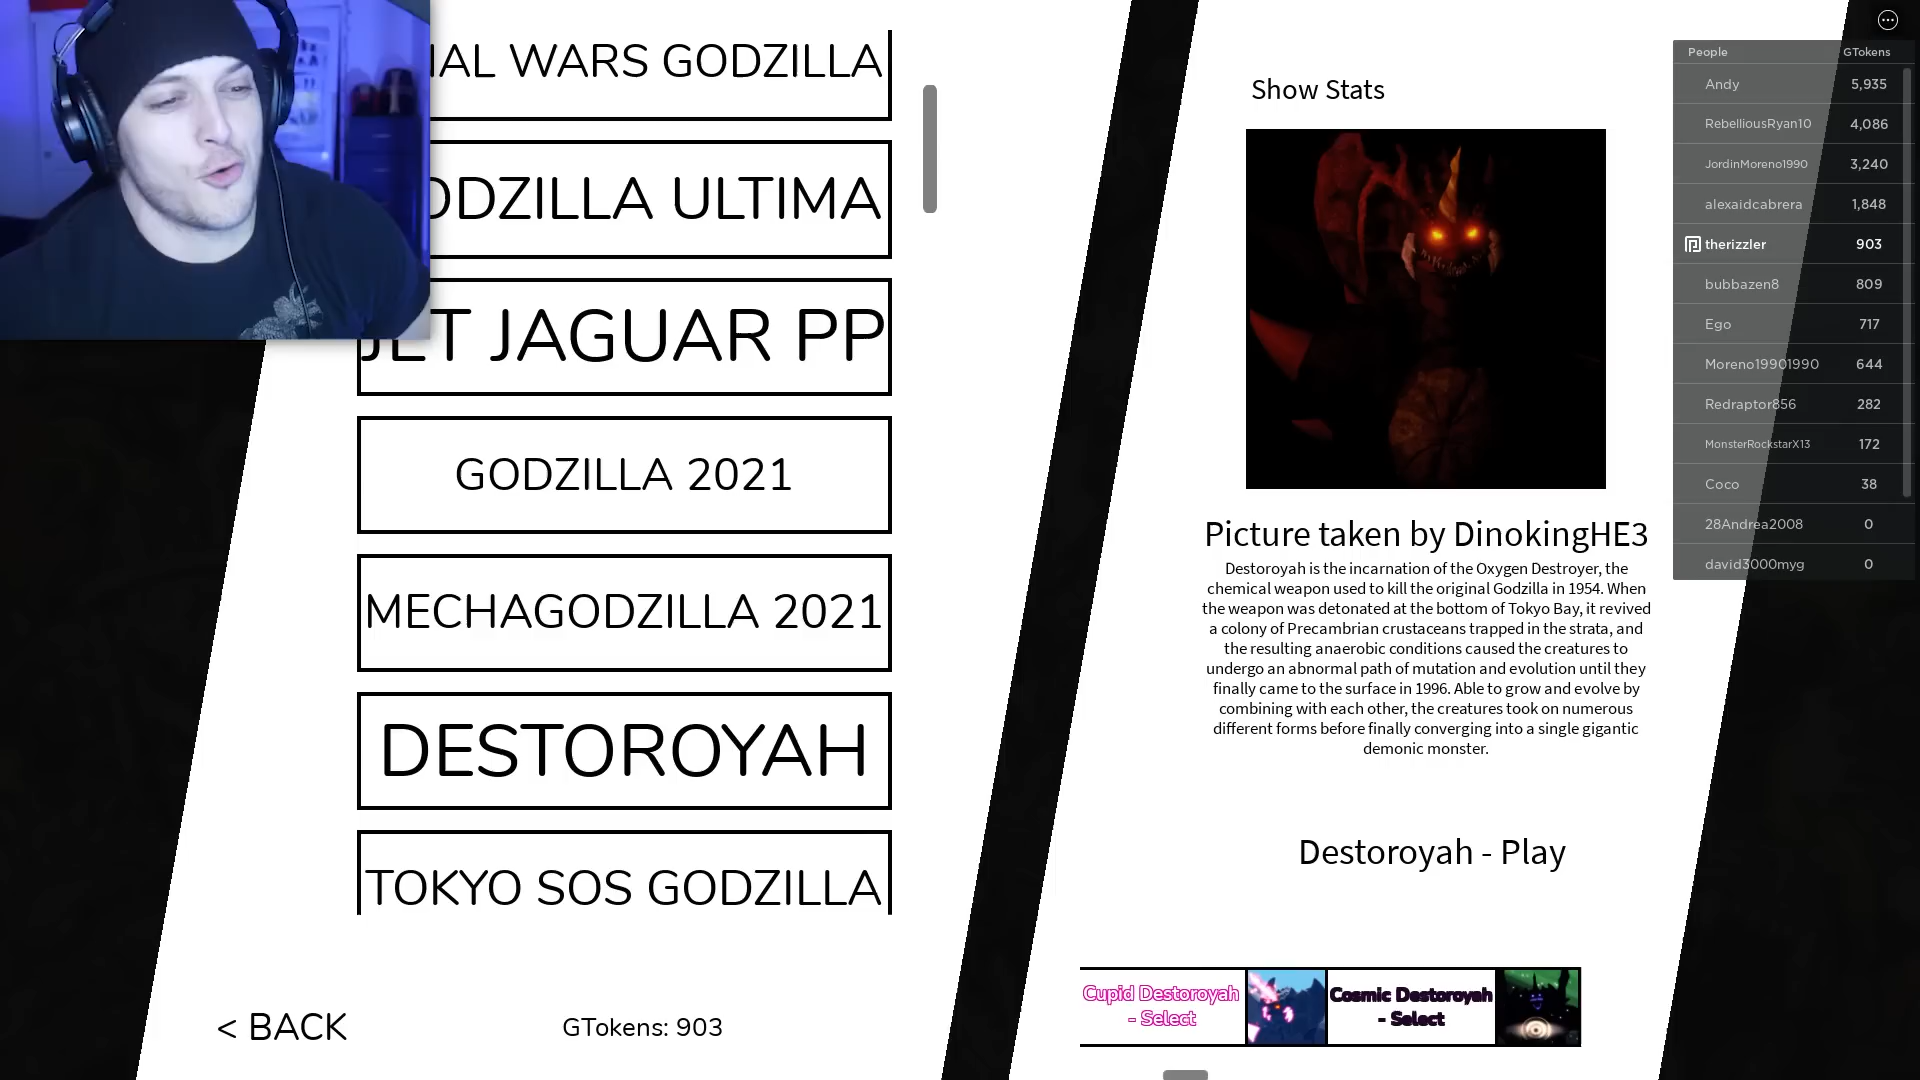 IAL WARS GODZILLA
ODZILLA ULTIMA
JET JAGUAR PP
GODZILLA 2021
MECHAGODZILLA 2021
DESTOROYAH
TOKYO SOS GODZILLA
< BACK
GTokens: 903
Show Stats
Picture taken by DinokingHE3
Destoroyah is the incarnation of the Oxygen Destroyer, the
chemical weapon used to kill the original Godzilla in 1954. When
the weapon was detonated at the bottom of Tokyo Bay, it revived
a colony of Precambrian crustaceans trapped in the strata, and
the resulting anaerobic conditions caused the creatures to
undergo an abnormal path of mutation and evolution until they
finally came to the surface in 1996. Able to grow and evolve by
combining with each other, the creatures took on numerous
different forms before finally converging into a single gigantic
demonic monster.
Destoroyah - Play
Cupid Destoroyah
- Select
Cosmic Destoroyah
- Select
People GTokens
Andy 5,935
RebelliousRyan10 4,086
JordinMoreno1990 3,240
alexaidcabrera 1,848
therizzler 903
bubbazen8 809
Ego 717
Moreno19901990 644
Redraptor856 282
MonsterRockstarX13 172
Coco 38
28Andrea2008 0
david3000myg 0